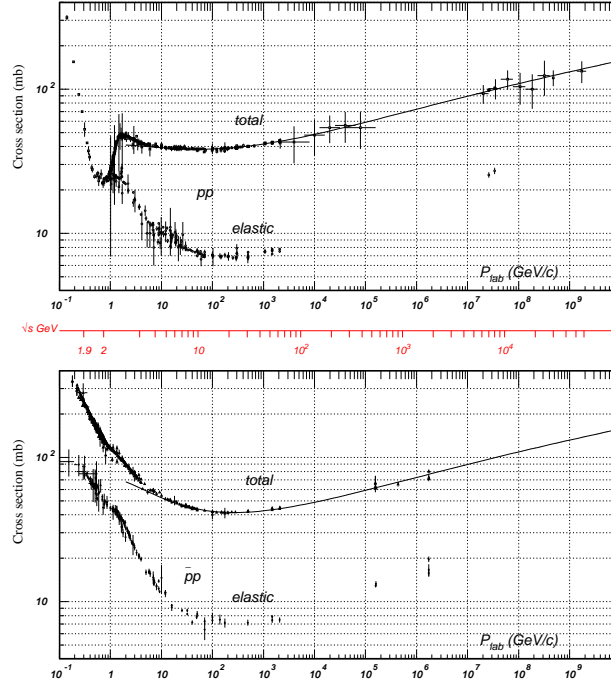 Cross section (mb)
10²
total
pp
10
elastic
P lab (GeV/c)
10⁻¹ 1 10 10² 10³ 10⁴ 10⁵ 10⁶ 10⁷ 10⁸ 10⁹
√s GeV
1.9 2 10 10² 10³ 10⁴
Cross section (mb)
10²
total
p̄p
10
elastic
P lab (GeV/c)
10⁻¹ 1 10 10² 10³ 10⁴ 10⁵ 10⁶ 10⁷ 10⁸ 10⁹